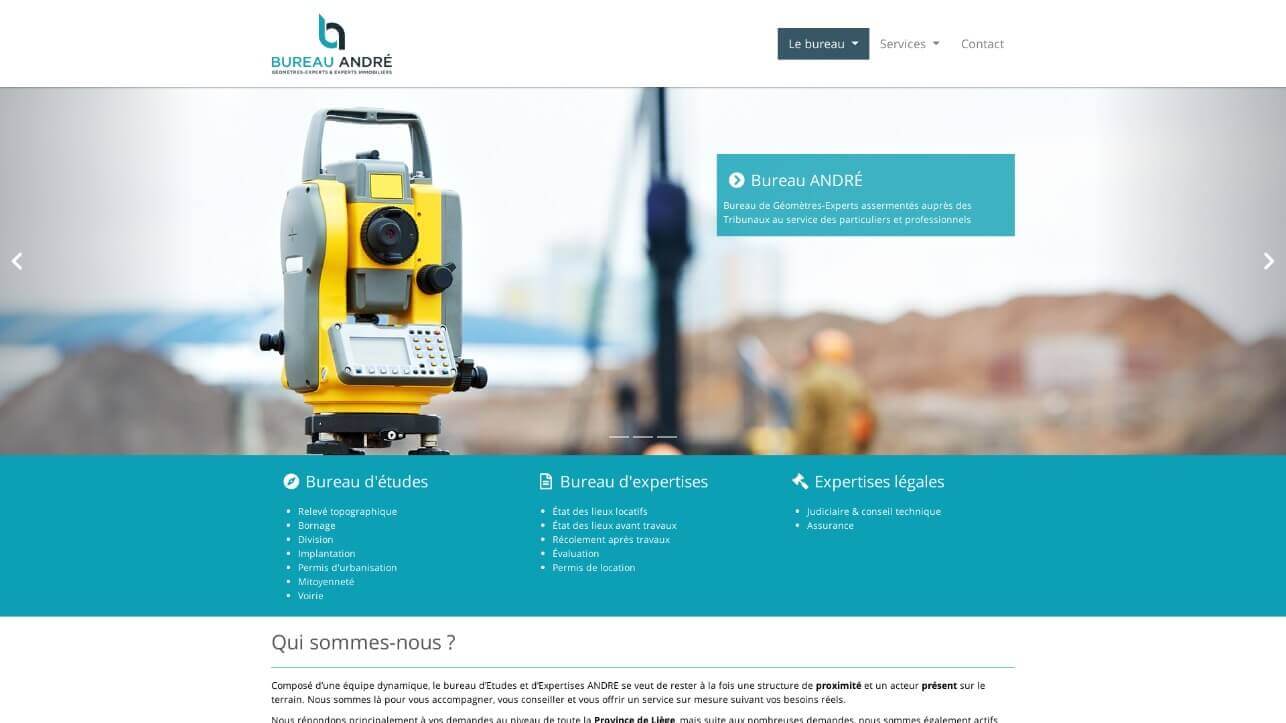 BUREAU ANDRÉ
GÉOMÈTRES-EXPERTS & EXPERTS IMMOBILIERS
Le bureau
Services
Contact
Bureau ANDRÉ
Bureau de Géomètres-Experts assermentés auprès des
Tribunaux au service des particuliers et professionnels
Bureau d'études
Relevé topographique
Bornage
Division
Implantation
Permis d'urbanisation
Mitoyenneté
Voirie
Bureau d'expertises
État des lieux locatifs
État des lieux avant travaux
Récolement après travaux
Évaluation
Permis de location
Expertises légales
Judiciaire & conseil technique
Assurance
Qui sommes-nous ?
Composé d'une équipe dynamique, le bureau d'Etudes et d'Expertises ANDRE se veut de rester à la fois une structure de proximité et un acteur présent sur le
terrain. Nous sommes là pour vous accompagner, vous conseiller et vous offrir un service sur mesure suivant vos besoins réels.
Nous répondons principalement à vos demandes au niveau de toute la Province de Liège, mais suite aux nombreuses demandes, nous sommes également actifs